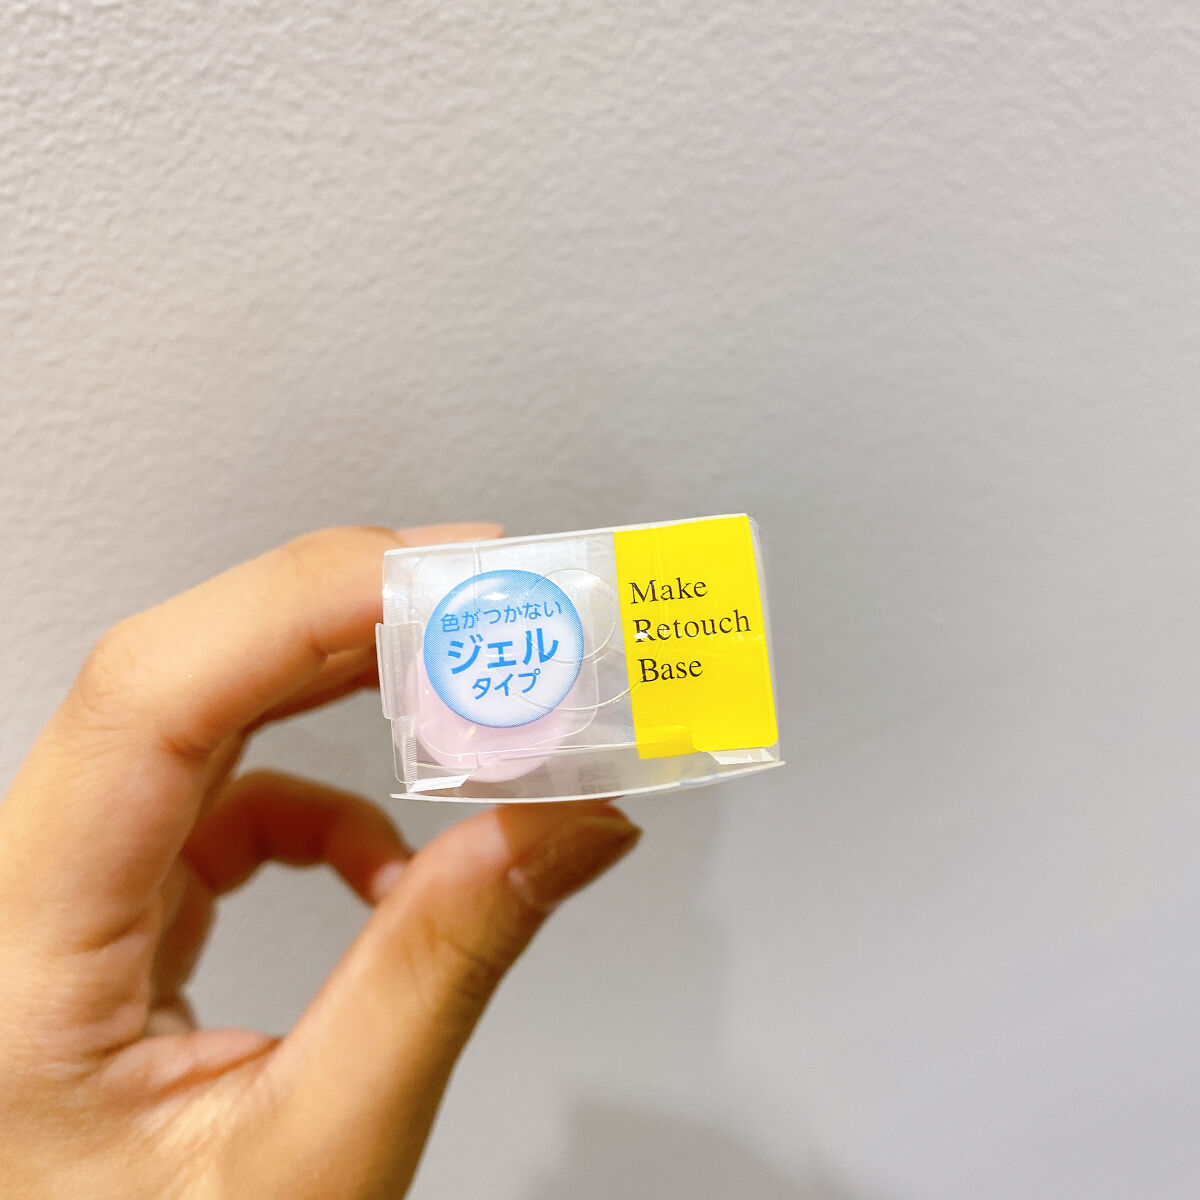 色がつかない
ジェル
タイプ
Make
Retouch
Base